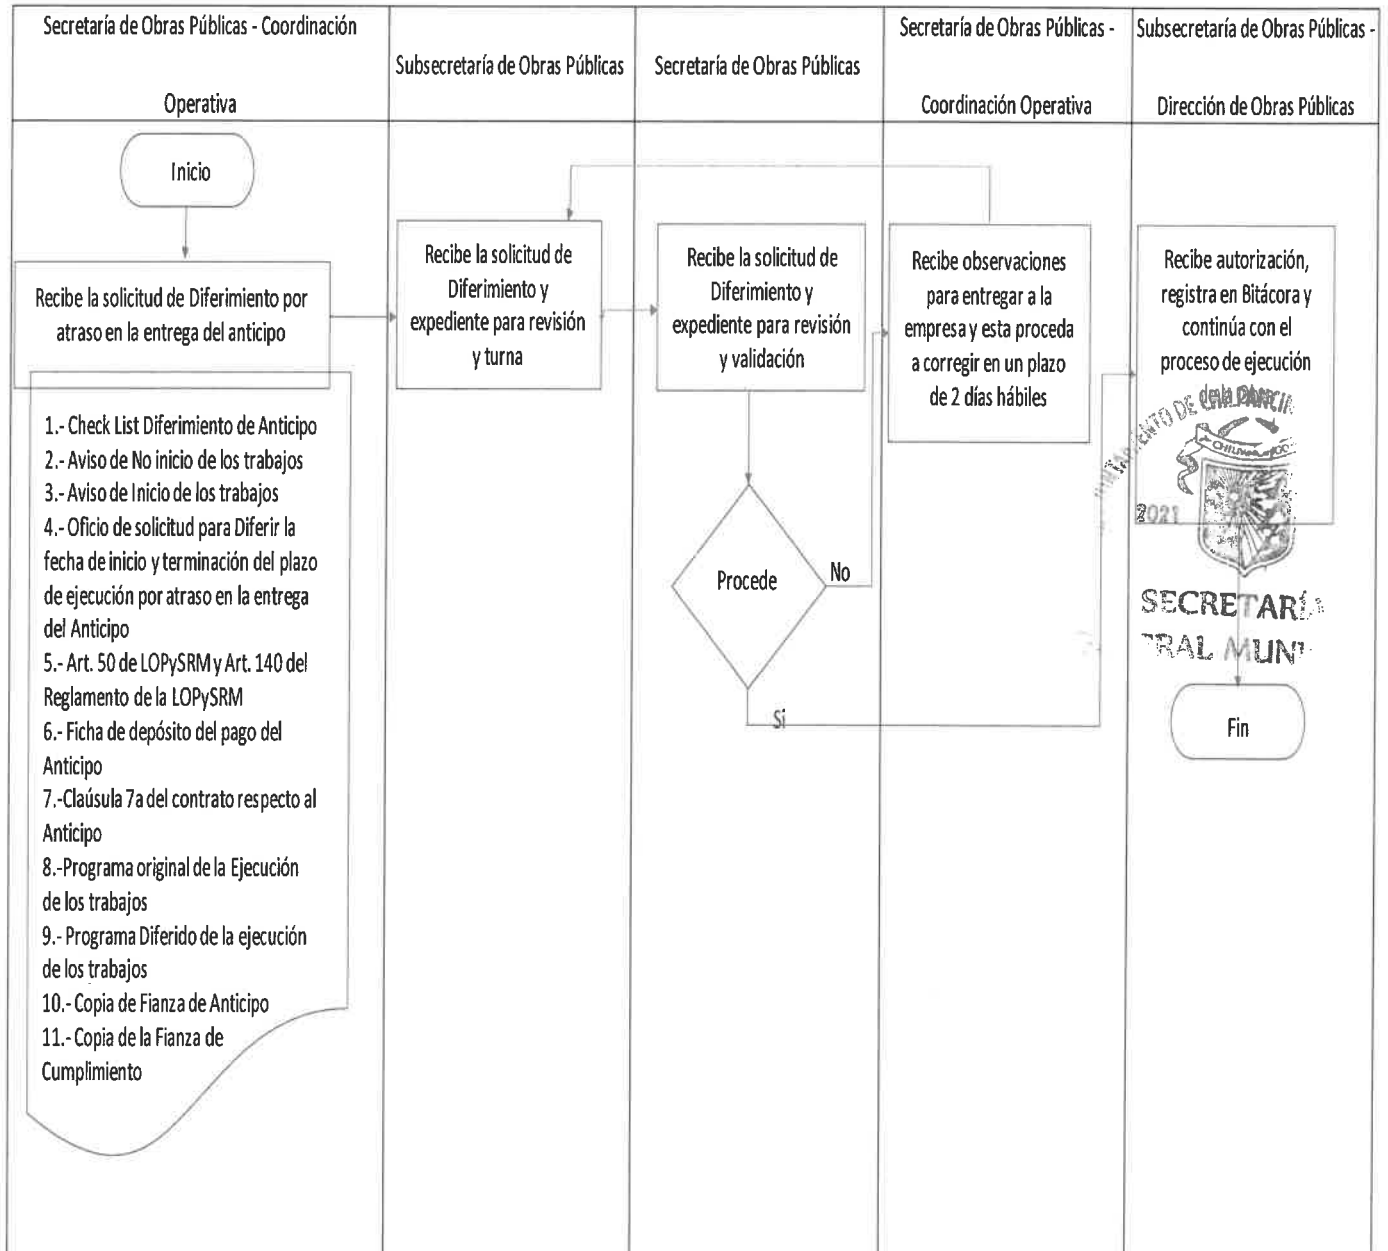 Secretaría de Obras Públicas - Coordinación
Operativa
Subsecretaría de Obras Públicas
Secretaría de Obras Públicas
Secretaría de Obras Públicas -
Coordinación Operativa
Subsecretaría de Obras Públicas -
Dirección de Obras Públicas
Inicio
Recibe la solicitud de Diferimiento por
atraso en la entrega del anticipo
1.- Check List Diferimiento de Anticipo
2.- Aviso de No inicio de los trabajos
3.- Aviso de Inicio de los trabajos
4.- Oficio de solicitud para Diferir la
fecha de inicio y terminación del plazo
de ejecución por atraso en la entrega
del Anticipo
5.- Art. 50 de LOPySRM y Art. 140 del
Reglamento de la LOPySRM
6.- Ficha de depósito del pago del
Anticipo
7.-Claúsula 7a del contrato respecto al
Anticipo
8.-Programa original de la Ejecución
de los trabajos
9.- Programa Diferido de la ejecución
de los trabajos
10.- Copia de Fianza de Anticipo
11.- Copia de la Fianza de
Cumplimiento
Recibe la solicitud de
Diferimiento y
expediente para revisión
y turna
Recibe la solicitud de
Diferimiento y
expediente para revisión
y validación
Procede
No
Si
Recibe observaciones
para entregar a la
empresa y esta proceda
a corregir en un plazo
de 2 días hábiles
Recibe autorización,
registra en Bitácora y
continúa con el
proceso de ejecución
de la Obra
2021
SECRETARÍA
RAL MUNI
Fin